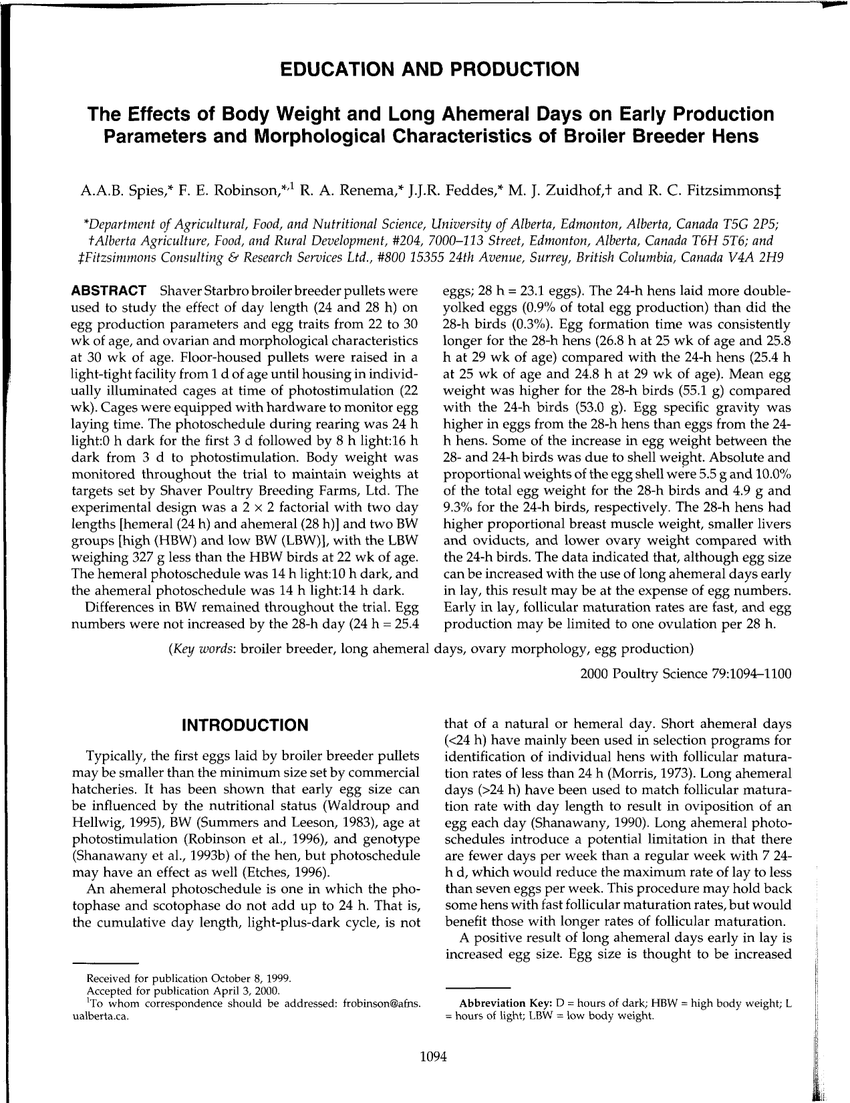 EDUCATION AND PRODUCTION
The Effects of Body Weight and Long Ahemeral Days on Early Production
Parameters and Morphological Characteristics of Broiler Breeder Hens
A.A.B. Spies,* F. E. Robinson,*,1 R. A. Renema,* J.J.R. Feddes,* M. J. Zuidhof,† and R. C. Fitzsimmons‡
*Department of Agricultural, Food, and Nutritional Science, University of Alberta, Edmonton, Alberta, Canada T5G 2P5;
†Alberta Agriculture, Food, and Rural Development, #204, 7000–113 Street, Edmonton, Alberta, Canada T6H 5T6; and
‡Fitzsimmons Consulting & Research Services Ltd., #800 15355 24th Avenue, Surrey, British Columbia, Canada V4A 2H9
ABSTRACT Shaver Starbro broiler breeder pullets were
used to study the effect of day length (24 and 28 h) on
egg production parameters and egg traits from 22 to 30
wk of age, and ovarian and morphological characteristics
at 30 wk of age. Floor-housed pullets were raised in a
light-tight facility from 1 d of age until housing in individ-
ually illuminated cages at time of photostimulation (22
wk). Cages were equipped with hardware to monitor egg
laying time. The photoschedule during rearing was 24 h
light:0 h dark for the first 3 d followed by 8 h light:16 h
dark from 3 d to photostimulation. Body weight was
monitored throughout the trial to maintain weights at
targets set by Shaver Poultry Breeding Farms, Ltd. The
experimental design was a 2 × 2 factorial with two day
lengths [hemeral (24 h) and ahemeral (28 h)] and two BW
groups [high (HBW) and low BW (LBW)], with the LBW
weighing 327 g less than the HBW birds at 22 wk of age.
The hemeral photoschedule was 14 h light:10 h dark, and
the ahemeral photoschedule was 14 h light:14 h dark.
Differences in BW remained throughout the trial. Egg
numbers were not increased by the 28-h day (24 h = 25.4
eggs; 28 h = 23.1 eggs). The 24-h hens laid more double-
yolked eggs (0.9% of total egg production) than did the
28-h birds (0.3%). Egg formation time was consistently
longer for the 28-h hens (26.8 h at 25 wk of age and 25.8
h at 29 wk of age) compared with the 24-h hens (25.4 h
at 25 wk of age and 24.8 h at 29 wk of age). Mean egg
weight was higher for the 28-h birds (55.1 g) compared
with the 24-h birds (53.0 g). Egg specific gravity was
higher in eggs from the 28-h hens than eggs from the 24-
h hens. Some of the increase in egg weight between the
28- and 24-h birds was due to shell weight. Absolute and
proportional weights of the egg shell were 5.5 g and 10.0%
of the total egg weight for the 28-h birds and 4.9 g and
9.3% for the 24-h birds, respectively. The 28-h hens had
higher proportional breast muscle weight, smaller livers
and oviducts, and lower ovary weight compared with
the 24-h birds. The data indicated that, although egg size
can be increased with the use of long ahemeral days early
in lay, this result may be at the expense of egg numbers.
Early in lay, follicular maturation rates are fast, and egg
production may be limited to one ovulation per 28 h.
(Key words: broiler breeder, long ahemeral days, ovary morphology, egg production)
2000 Poultry Science 79:1094–1100
INTRODUCTION
Typically, the first eggs laid by broiler breeder pullets
may be smaller than the minimum size set by commercial
hatcheries. It has been shown that early egg size can
be influenced by the nutritional status (Waldroup and
Hellwig, 1995), BW (Summers and Leeson, 1983), age at
photostimulation (Robinson et al., 1996), and genotype
(Shanawany et al., 1993b) of the hen, but photoschedule
may have an effect as well (Etches, 1996).
An ahemeral photoschedule is one in which the pho-
tophase and scotophase do not add up to 24 h. That is,
the cumulative day length, light-plus-dark cycle, is not
that of a natural or hemeral day. Short ahemeral days
(<24 h) have mainly been used in selection programs for
identification of individual hens with follicular matura-
tion rates of less than 24 h (Morris, 1973). Long ahemeral
days (>24 h) have been used to match follicular matura-
tion rate with day length to result in oviposition of an
egg each day (Shanawany, 1990). Long ahemeral photo-
schedules introduce a potential limitation in that there
are fewer days per week than a regular week with 7 24-
h d, which would reduce the maximum rate of lay to less
than seven eggs per week. This procedure may hold back
some hens with fast follicular maturation rates, but would
benefit those with longer rates of follicular maturation.
A positive result of long ahemeral days early in lay is
increased egg size. Egg size is thought to be increased
Received for publication October 8, 1999.
Accepted for publication April 3, 2000.
1To whom correspondence should be addressed: frobinson@afns.
ualberta.ca.
Abbreviation Key: D = hours of dark; HBW = high body weight; L
= hours of light; LBW = low body weight.
1094